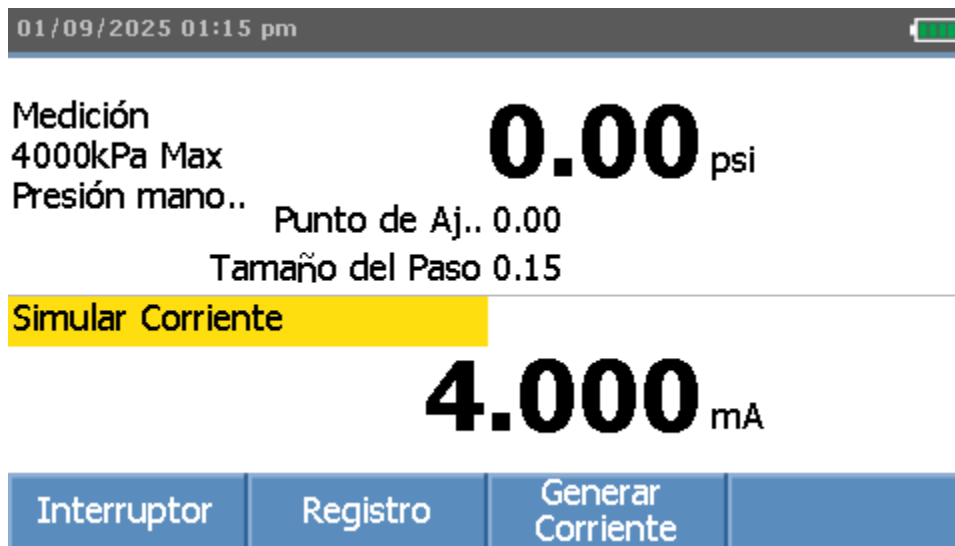 01/09/2025 01:15 pm
Medición
4000kPa Max
Presión mano..
0.00 psi
Punto de Aj.. 0.00
Tamaño del Paso 0.15
Simular Corriente
4.000 mA
Interruptor
Registro
Generar
Corriente